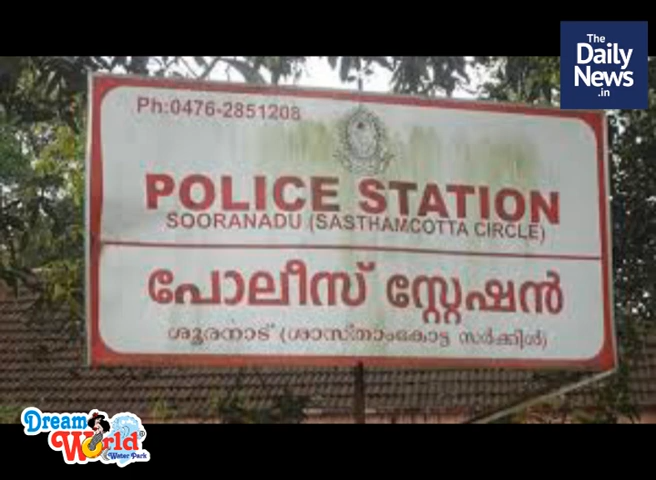 The
Daily
News
.in
Ph:0476-2851208
POLICE STATION
SOORANADU (SASTHAMCOTTA CIRCLE)
പോലീസ് സ്റ്റേഷൻ
ശൂരനാട് (ശാസ്താംകോട്ട സർക്കിൾ)
Dream
World
Water Park